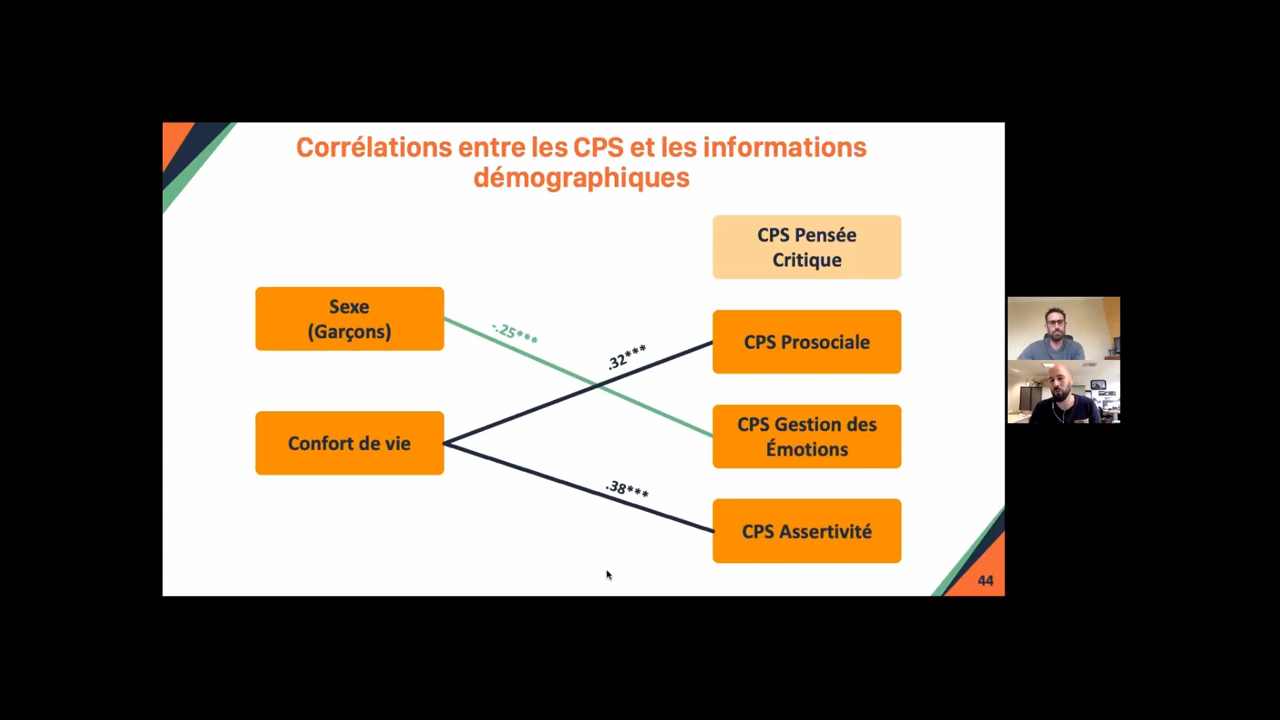 Corrélations entre les CPS et les informations
démographiques
CPS Pensée
Critique
Sexe
(Garçons)
-.25***
.32***
CPS Prosociale
Confort de vie
CPS Gestion des
Émotions
.38***
CPS Assertivité
44